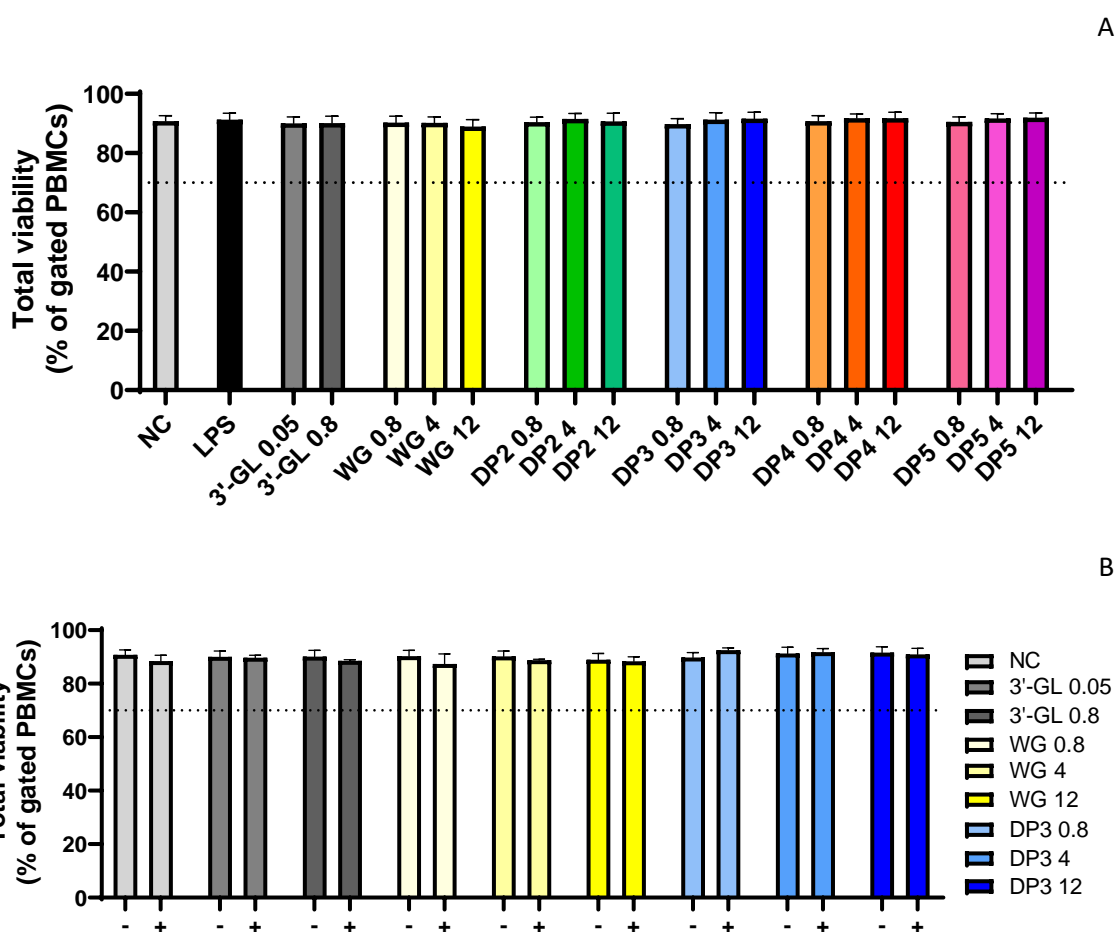 A
Total viability
(% of gated PBMCs)
100
80
60
40
20
0
NC
LPS
3'-GL 0.05
3'-GL 0.8
WG 0.8
WG 4
WG 12
DP2 0.8
DP2 4
DP2 12
DP3 0.8
DP3 4
DP3 12
DP4 0.8
DP4 4
DP4 12
DP5 0.8
DP5 4
DP5 12
B
Total viability
(% of gated PBMCs)
100
80
60
40
20
0
- + - + - + - + - + - + - + - + - +
NC
3'-GL 0.05
3'-GL 0.8
WG 0.8
WG 4
WG 12
DP3 0.8
DP3 4
DP3 12